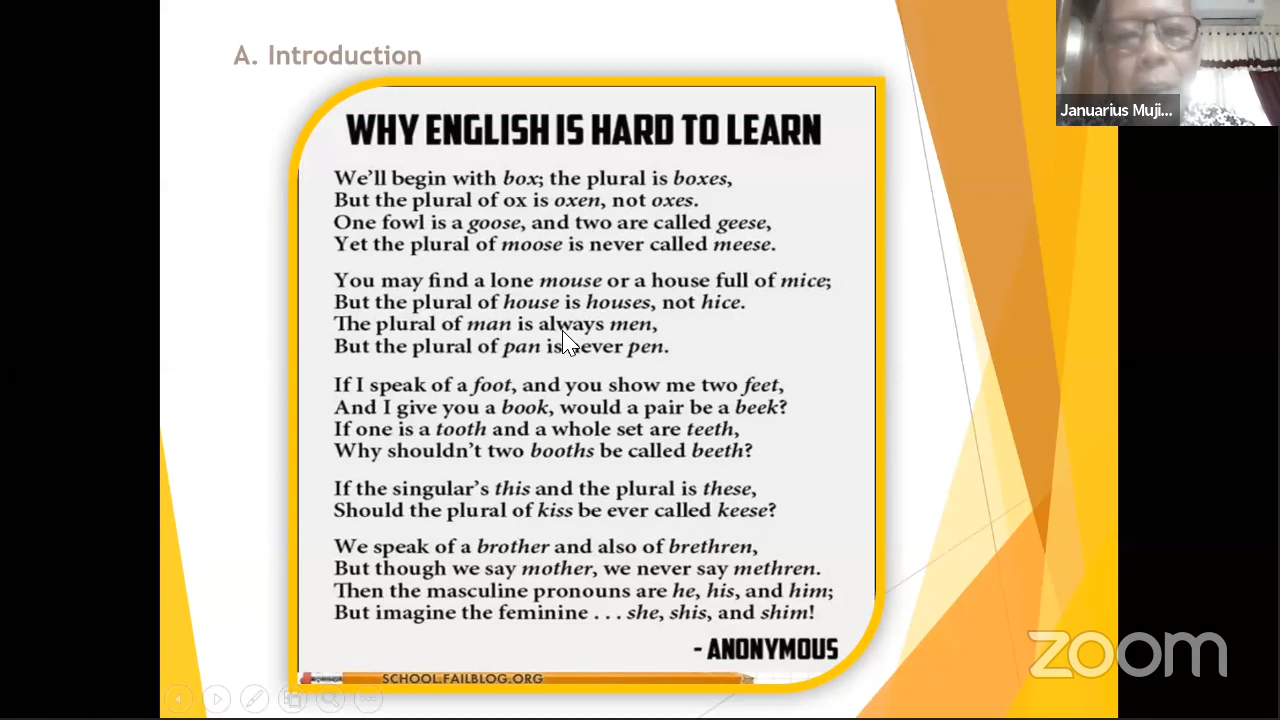 A. Introduction
Januarius Muji...
WHY ENGLISH IS HARD TO LEARN
We'll begin with box; the plural is boxes,
But the plural of ox is oxen, not oxes.
One fowl is a goose, and two are called geese,
Yet the plural of moose is never called meese.
You may find a lone mouse or a house full of mice;
But the plural of house is houses, not hice.
The plural of man is always men,
But the plural of pan is never pen.
If I speak of a foot, and you show me two feet,
And I give you a book, would a pair be a beek?
If one is a tooth and a whole set are teeth,
Why shouldn't two booths be called beeth?
If the singular's this and the plural is these,
Should the plural of kiss be ever called keese?
We speak of a brother and also of brethren,
But though we say mother, we never say methren.
Then the masculine pronouns are he, his, and him;
But imagine the feminine . . . she, shis, and shim!
- ANONYMOUS
SCHOOL.FAILBLOG.ORG
zoom